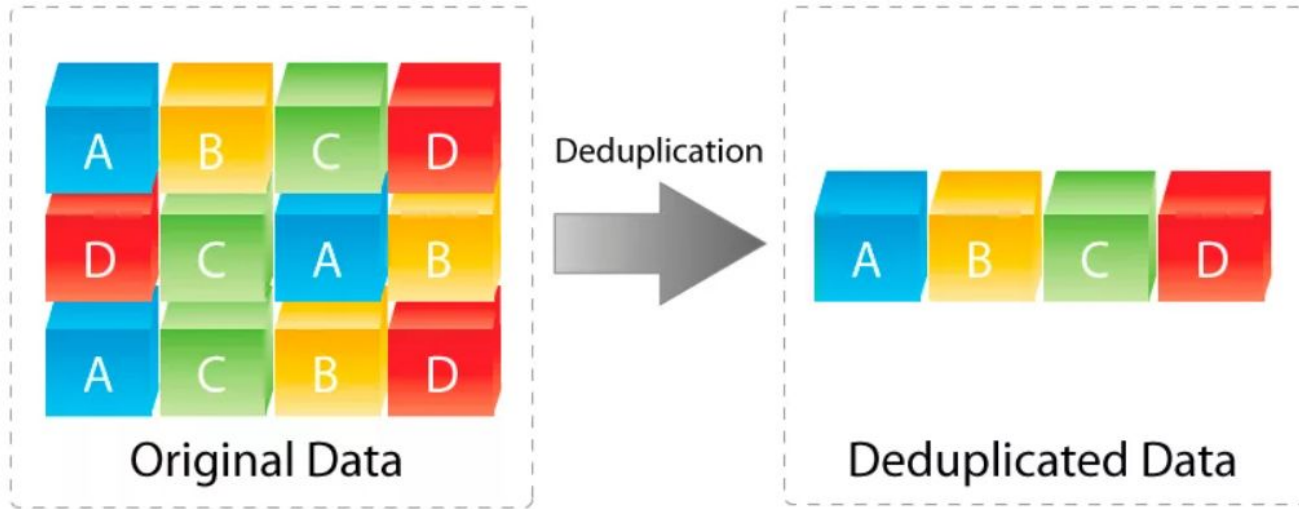 A B C D
D C A B
A C B D
Original Data
Deduplication
A B C D
Deduplicated Data